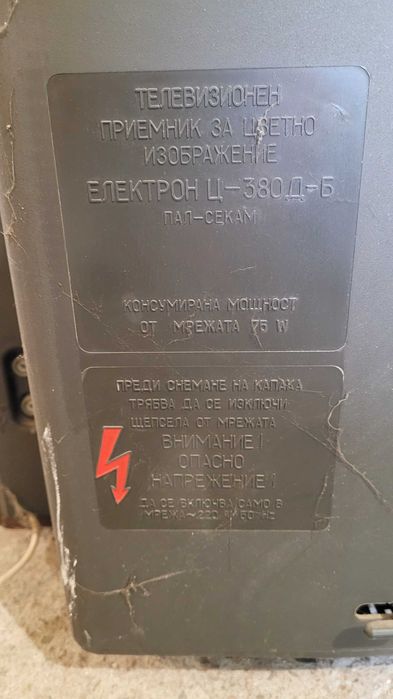 ТЕЛЕВИЗИОНЕН
ПРИЕМНИК ЗА ЦВЕТНО
ИЗОБРАЖЕНИЕ
ЕЛЕКТРОН Ц-380Д-Б
ПАЛ-СЕКАМ
КОНСУМИРАНА МОЩНОСТ
ОТ МРЕЖАТА 75 W
ПРЕДИ СНЕМАНЕ НА КАПАКА
ТРЯБВА ДА СЕ ИЗКЛЮЧИ
ЩЕПСЕЛА ОТ МРЕЖАТА
ВНИМАНИЕ!
ОПАСНО
НАПРЕЖЕНИЕ!
ДА СЕ ВКЛЮЧВА САМО В
МРЕЖА ~220 V 50 Hz